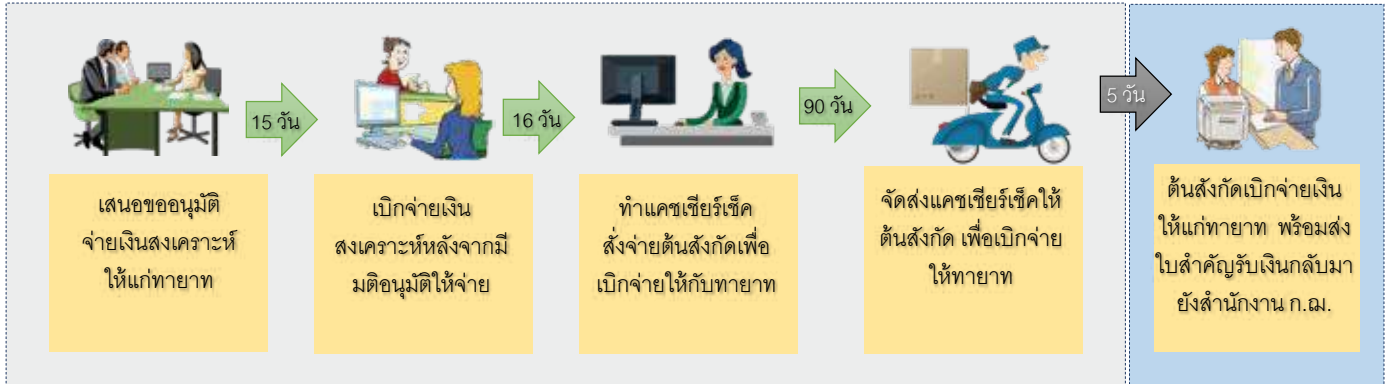 เสนอขออนุมัติ
จ่ายเงินสงเคราะห์
ให้แก่ทายาท
15 วัน
เบิกจ่ายเงิน
สงเคราะห์หลังจากมี
มติอนุมัติให้จ่าย
16 วัน
ทำแคชเชียร์เช็ค
สั่งจ่ายต้นสังกัดเพื่อ
เบิกจ่ายให้กับทายาท
90 วัน
จัดส่งแคชเชียร์เช็คให้
ต้นสังกัด เพื่อเบิกจ่าย
ให้ทายาท
5 วัน
ต้นสังกัดเบิกจ่ายเงิน
ให้แก่ทายาท พร้อมส่ง
ใบสำคัญรับเงินกลับมา
ยังสำนักงาน ก.ฌ.